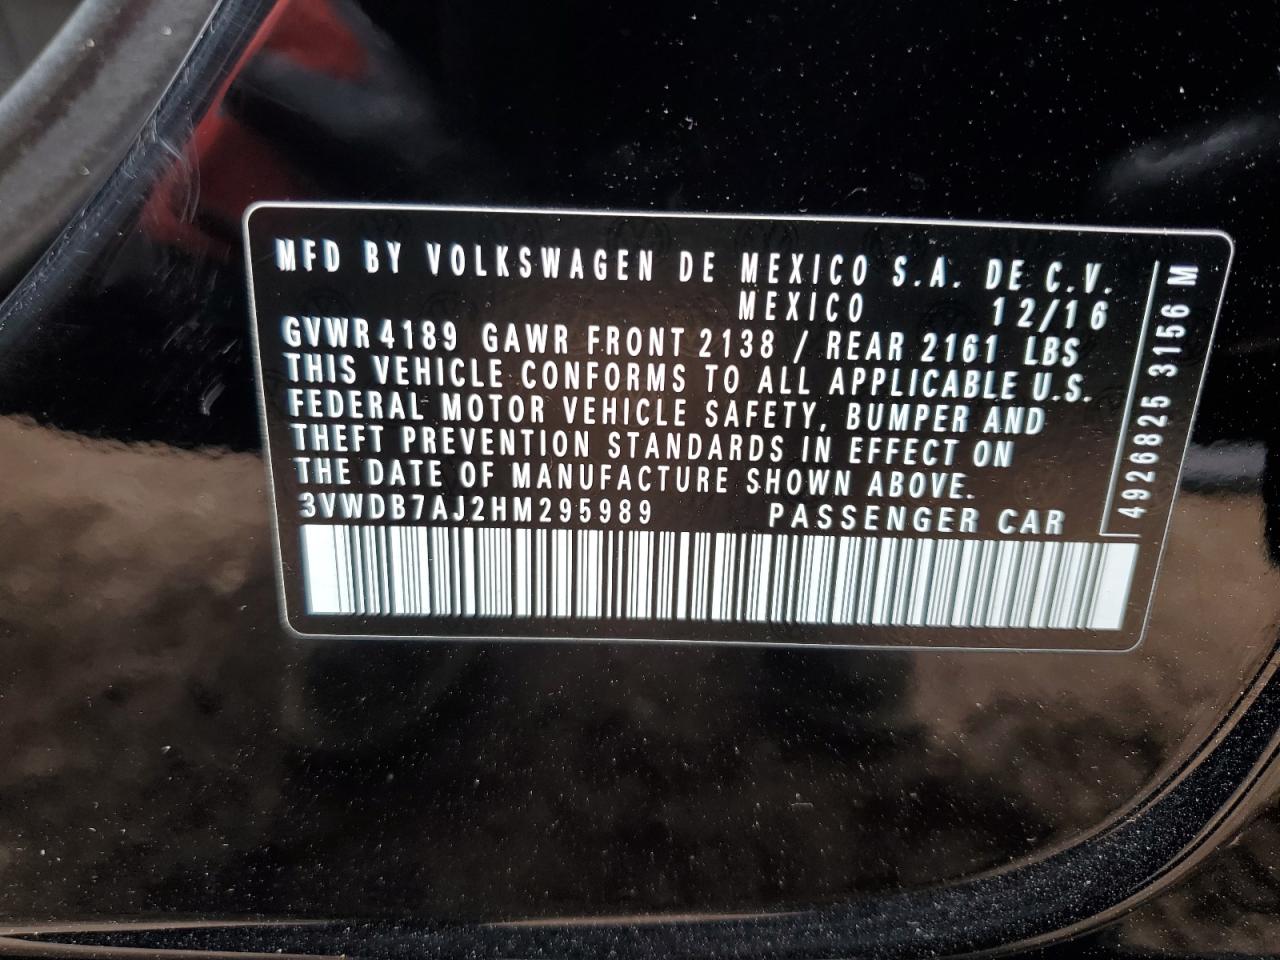 MFD BY VOLKSWAGEN DE MEXICO S.A. DE C.V.
MEXICO 12/16
GVWR 4189 GAWR FRONT 2138 / REAR 2161 LBS
THIS VEHICLE CONFORMS TO ALL APPLICABLE U.S.
FEDERAL MOTOR VEHICLE SAFETY, BUMPER AND
THEFT PREVENTION STANDARDS IN EFFECT ON
THE DATE OF MANUFACTURE SHOWN ABOVE.
3VWDB7AJ2HM295989 PASSENGER CAR
4926825 3156 M